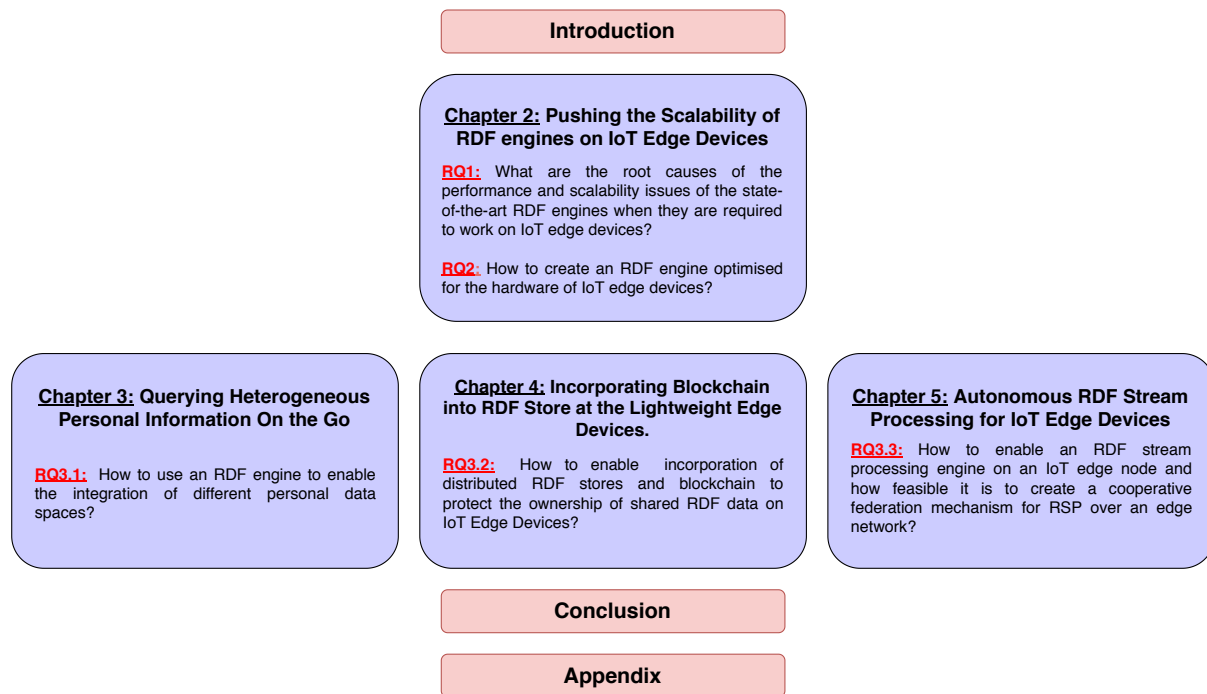 Introduction
Chapter 2: Pushing the Scalability of
RDF engines on IoT Edge Devices
RQ1: What are the root causes of the
performance and scalability issues of the state-
of-the-art RDF engines when they are required
to work on IoT edge devices?
RQ2: How to create an RDF engine optimised
for the hardware of IoT edge devices?
Chapter 3: Querying Heterogeneous
Personal Information On the Go
RQ3.1: How to use an RDF engine to enable
the integration of different personal data
spaces?
Chapter 4: Incorporating Blockchain
into RDF Store at the Lightweight Edge
Devices.
RQ3.2: How to enable incorporation of
distributed RDF stores and blockchain to
protect the ownership of shared RDF data on
IoT Edge Devices?
Chapter 5: Autonomous RDF Stream
Processing for IoT Edge Devices
RQ3.3: How to enable an RDF stream
processing engine on an IoT edge node and
how feasible it is to create a cooperative
federation mechanism for RSP over an edge
network?
Conclusion
Appendix